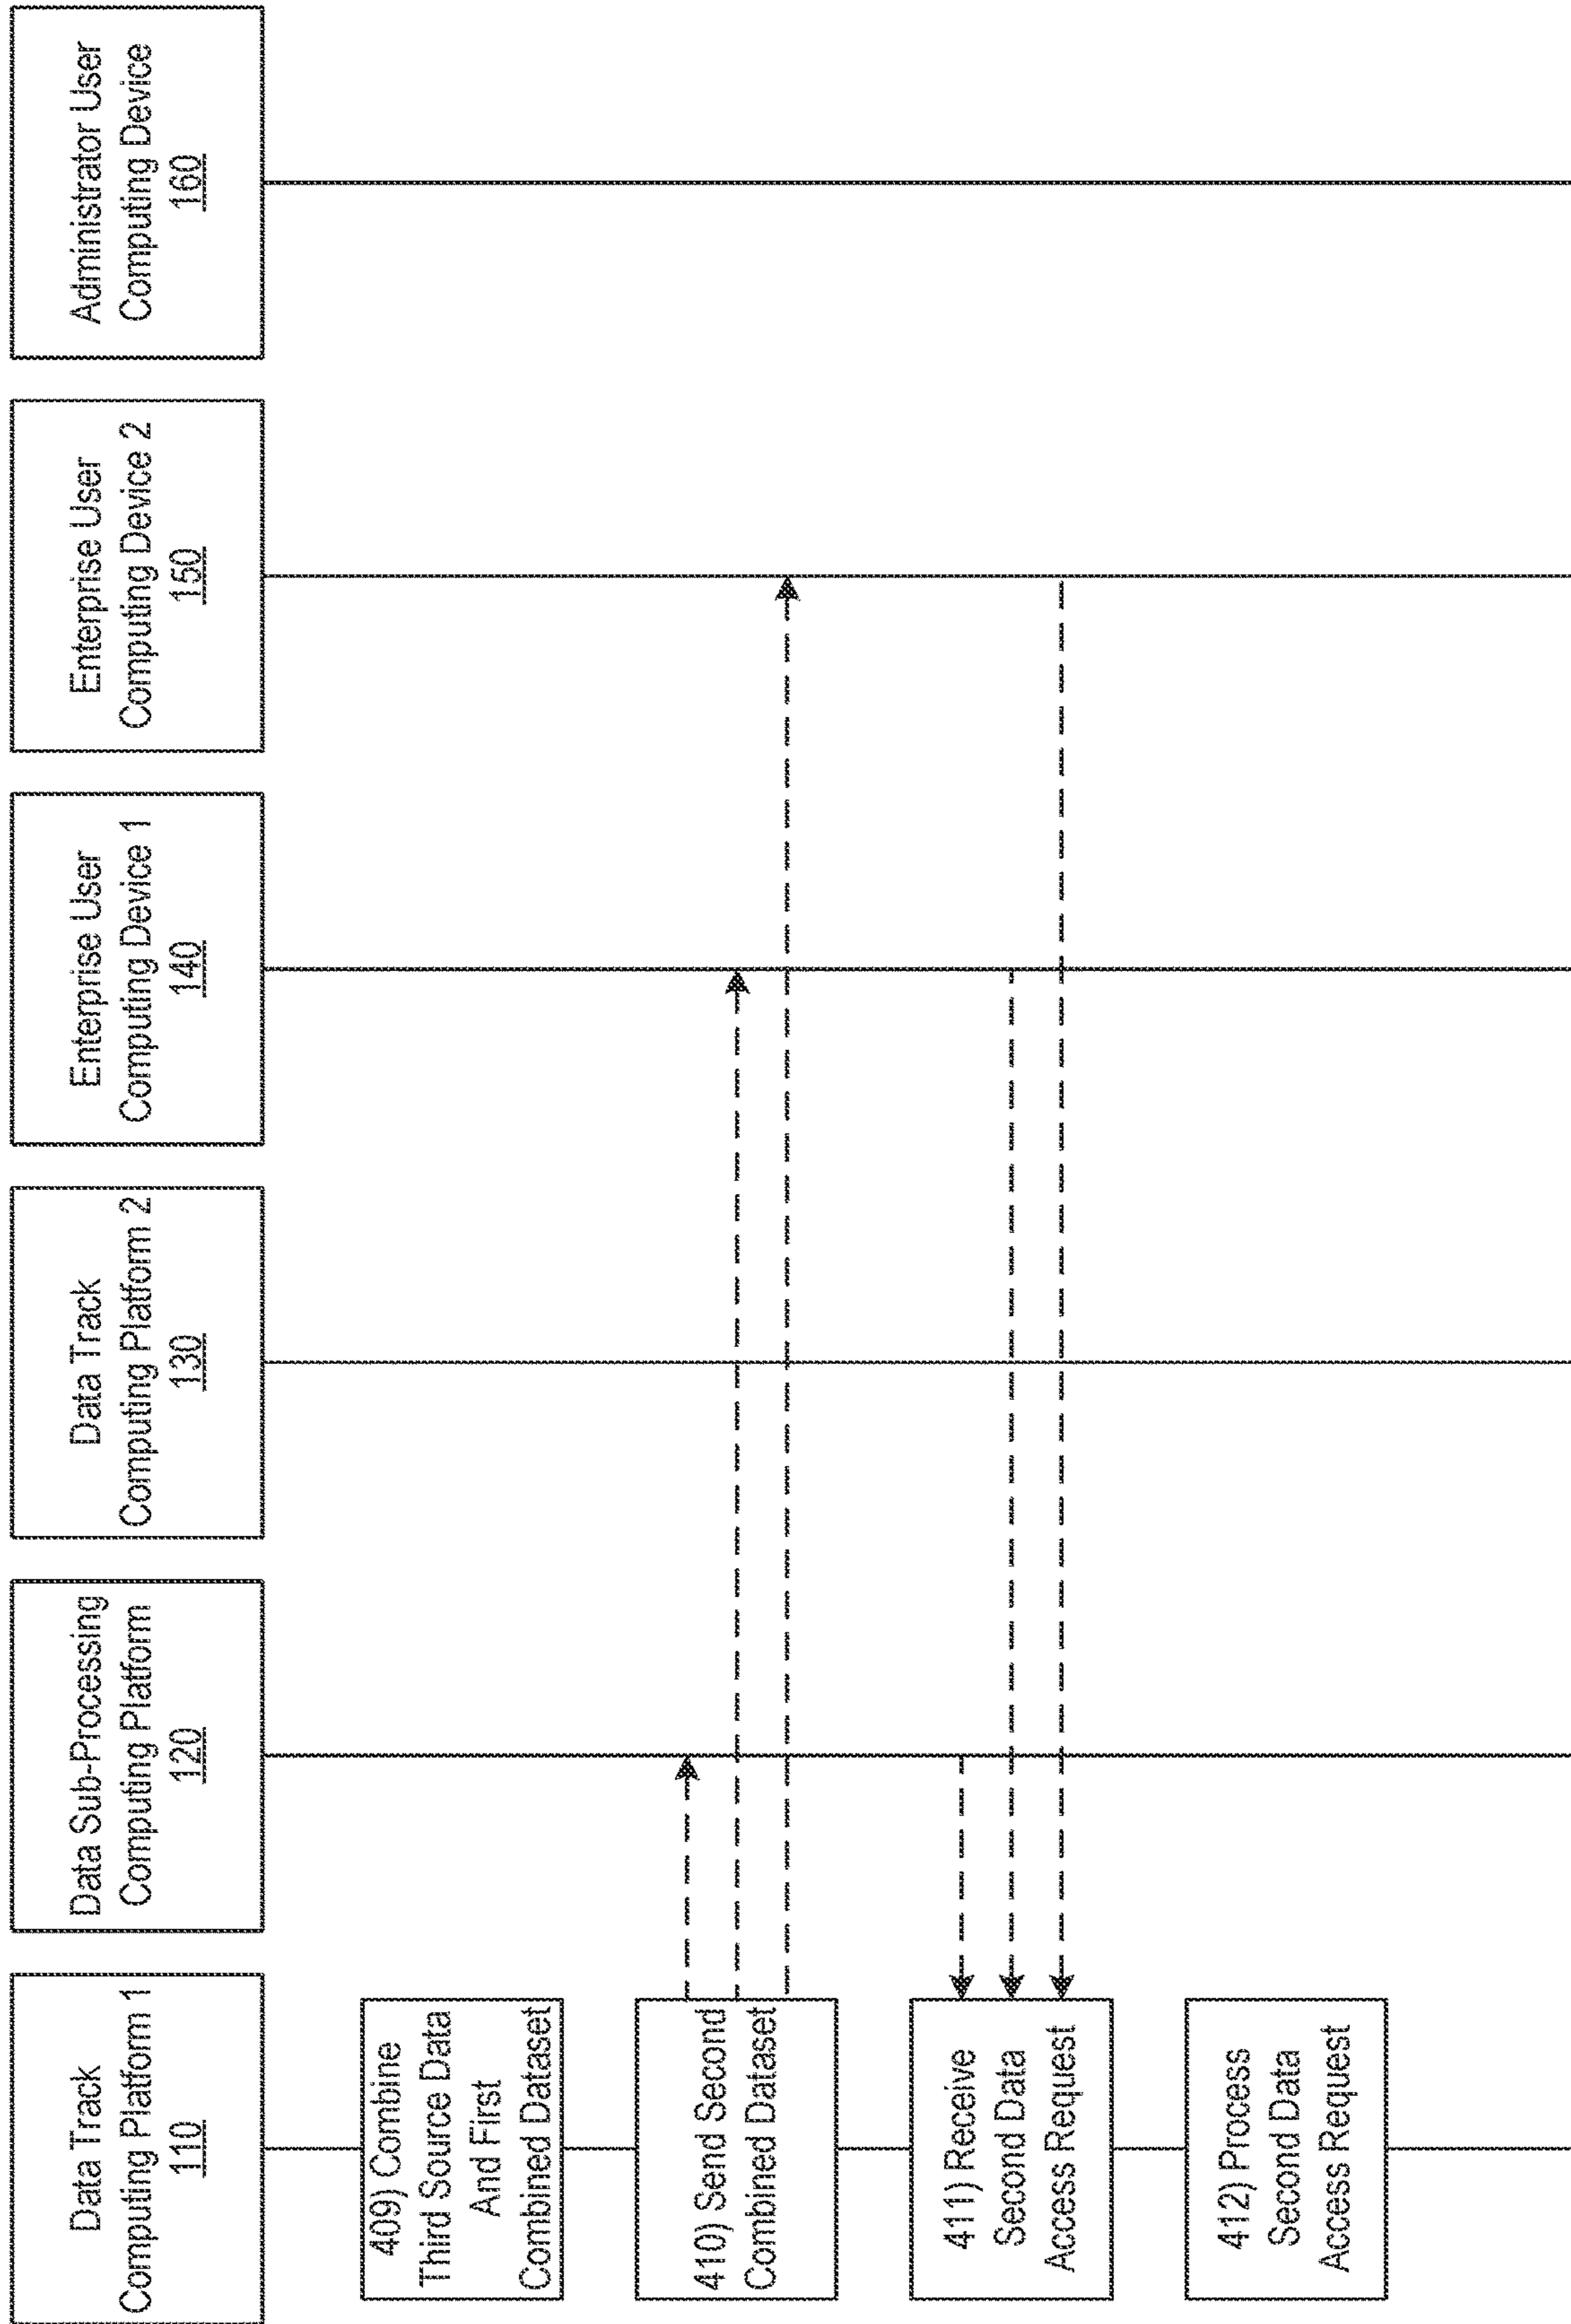 Data Track
Computing Platform 1
110
Data Sub-Processing
Computing Platform
120
Data Track
Computing Platform 2
130
Enterprise User
Computing Device 1
140
Enterprise User
Computing Device 2
150
Administrator User
Computing Device
160
409) Combine
Third Source Data
And First
Combined Dataset
410) Send Second
Combined Dataset
411) Receive
Second Data
Access Request
412) Process
Second Data
Access Request